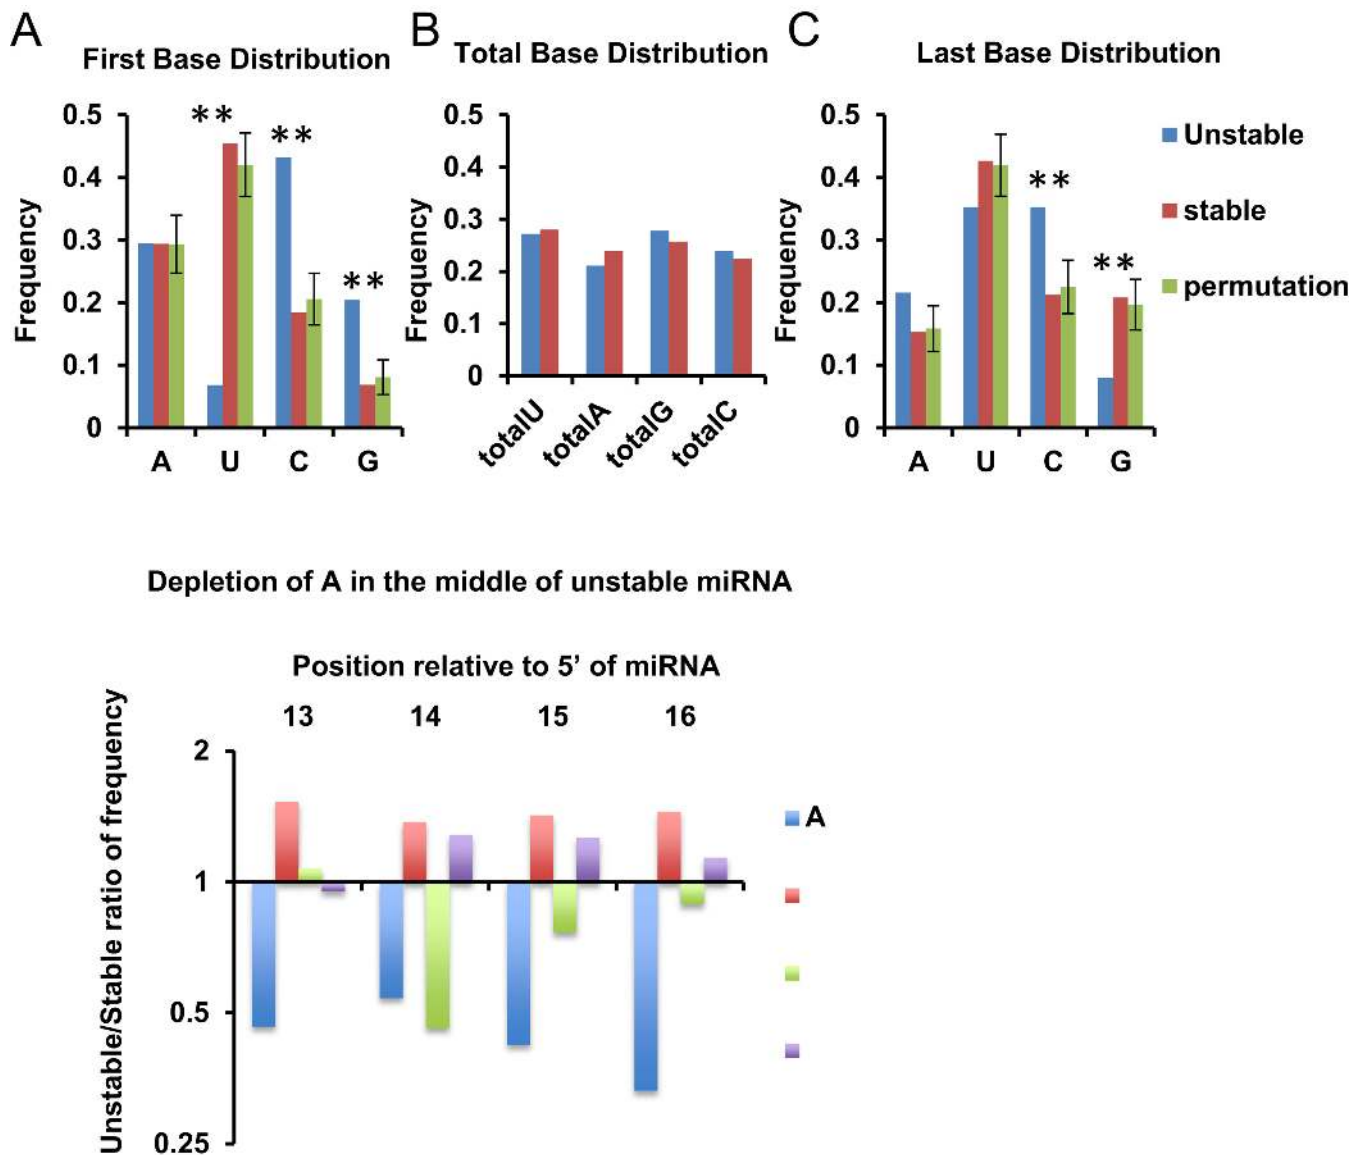 A
First Base Distribution
Frequency
0.5
0.4
0.3
0.2
0.1
0
**
**
**
A U C G
B
Total Base Distribution
Frequency
0.5
0.4
0.3
0.2
0.1
0
totalU totalA totalG totalC
C
Last Base Distribution
Frequency
0.5
0.4
0.3
0.2
0.1
0
**
**
A U C G
Unstable
stable
permutation
Depletion of A in the middle of unstable miRNA
Position relative to 5’ of miRNA
13 14 15 16
Unstable/Stable ratio of frequency
2
1
0.5
0.25
A